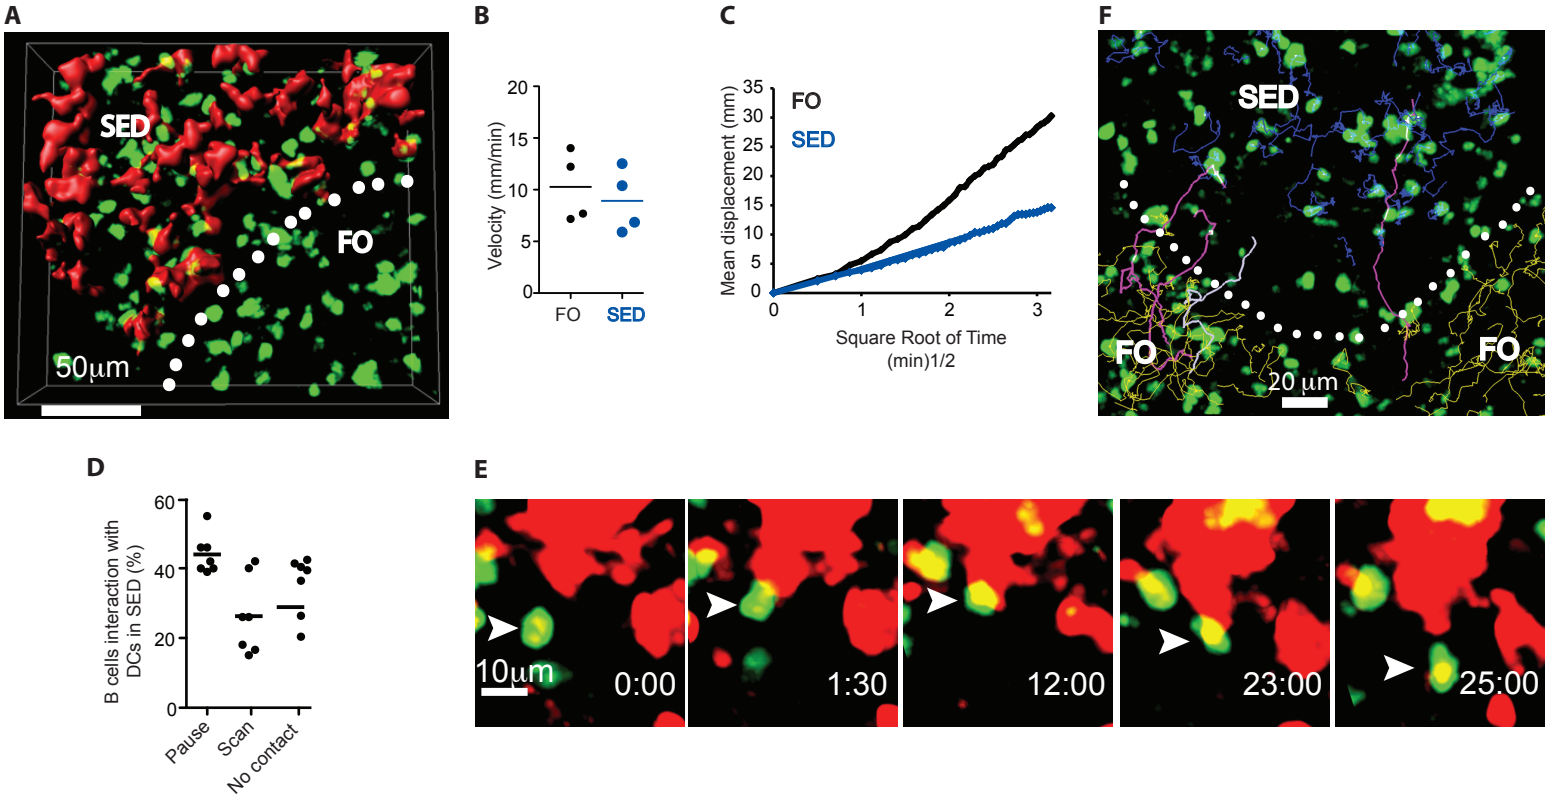 A
SED
FO
50μm
B
Velocity (mm/min)
20
15
10
5
0
FO
SED
C
Mean displacement (mm)
35
30
25
20
15
10
5
0
FO
SED
0
1
2
3
Square Root of Time
(min)1/2
F
SED
FO
FO
20 μm
D
B cells interaction with
DCs in SED (%)
60
40
20
0
Pause
Scan
No contact
E
10μm
0:00
1:30
12:00
23:00
25:00